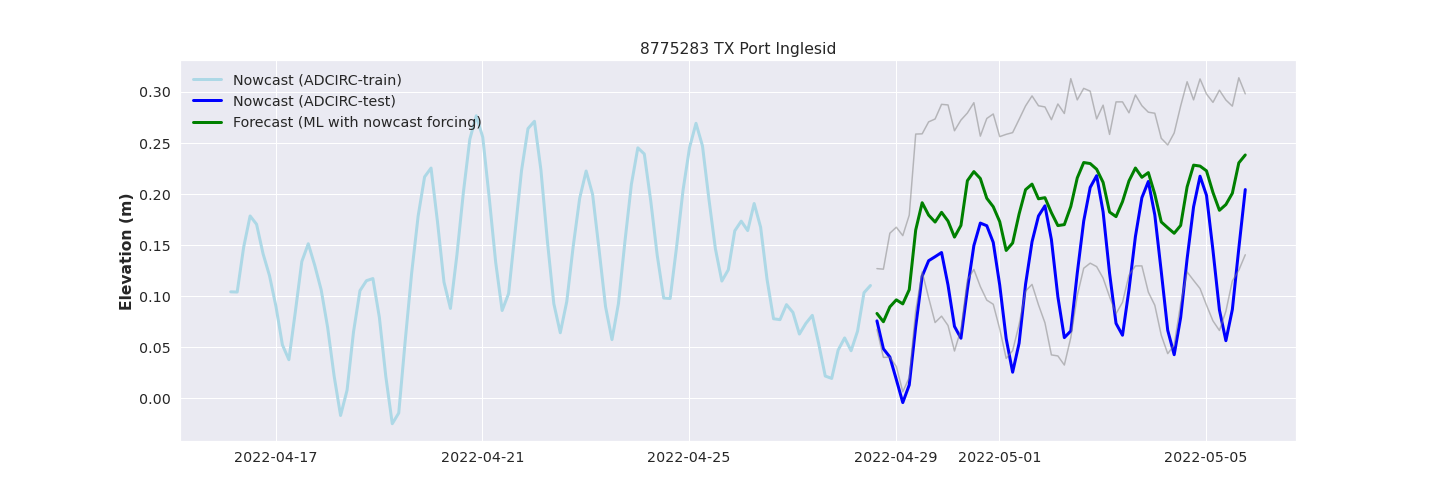 8775283 TX Port Inglesid
Nowcast (ADCIRC-train)
Nowcast (ADCIRC-test)
Forecast (ML with nowcast forcing)
Elevation (m)
0.30
0.25
0.20
0.15
0.10
0.05
0.00
2022-04-17 2022-04-21 2022-04-25 2022-04-29 2022-05-01 2022-05-05